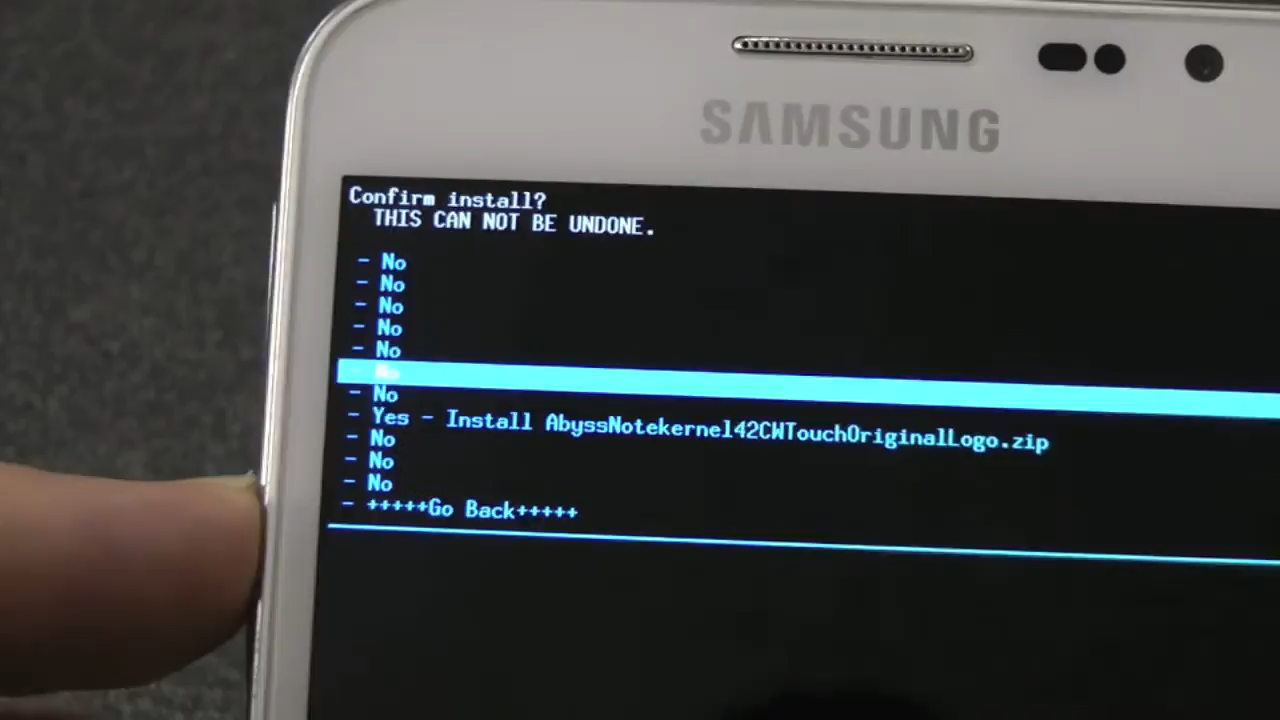 SAMSUNG
Confirm install?
THIS CAN NOT BE UNDONE.
- No
- No
- No
- No
- No
- No
- No
- Yes - Install AbyssNotekernel42CWTouchOriginalLogo.zip
- No
- No
- No
- +++++Go Back+++++